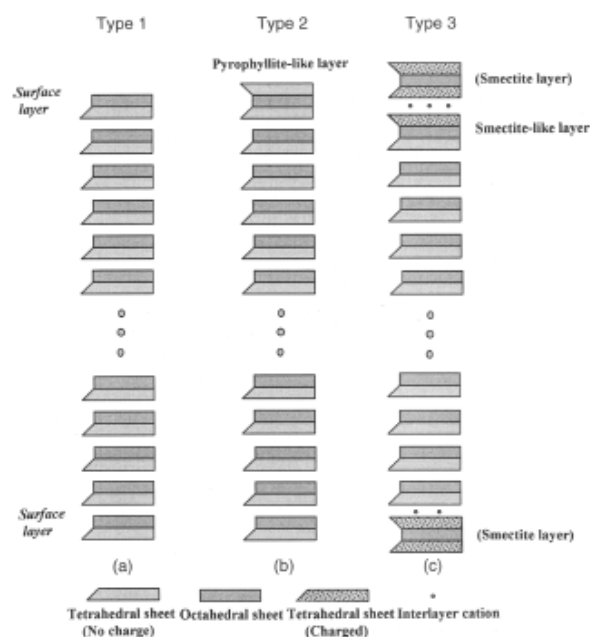 Type 1
Type 2
Type 3
Pyrophyllite-like layer
Surface
layer
(Smectite layer)
Smectite-like layer
Surface
layer
(Smectite layer)
(a)
(b)
(c)
Tetrahedral sheet
(No charge)
Octahedral sheet
Tetrahedral sheet
(Charged)
Interlayer cation